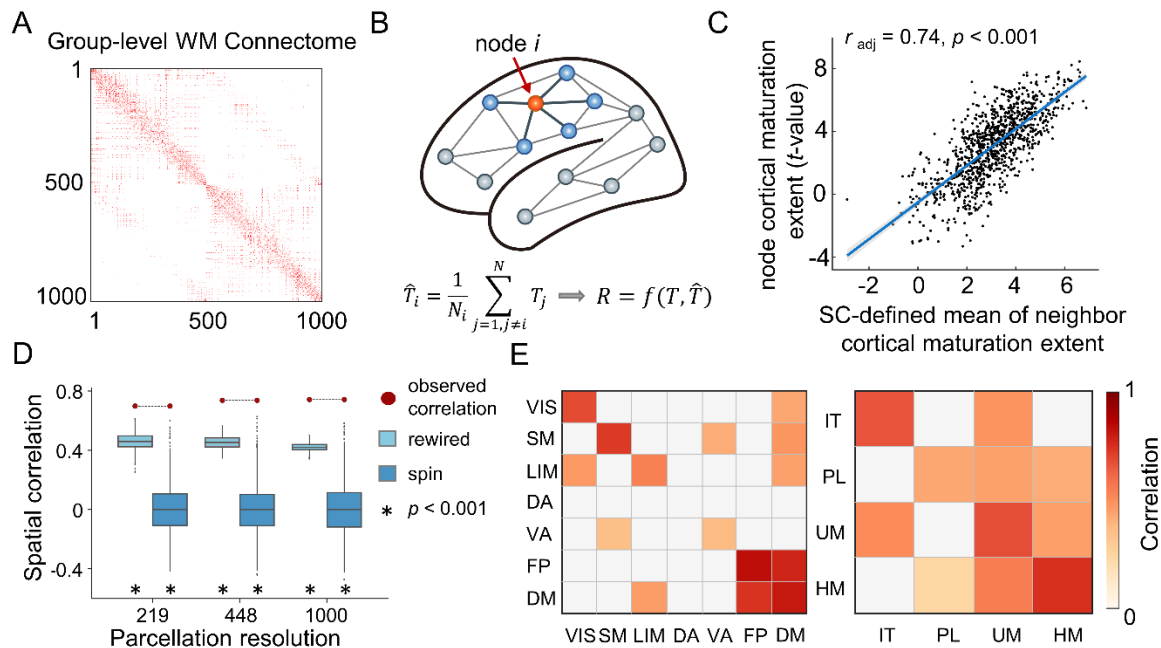 A
Group-level WM Connectome
1
500
1000
1
500
1000
B
node i
T̂i = 1/Ni ∑ j=1,j≠i N Tj ⇒ R = f(T, T̂)
C
r adj = 0.74, p < 0.001
node cortical maturation
extent (t-value)
8
4
0
-4
-2
0
2
4
6
SC-defined mean of neighbor
cortical maturation extent
D
Spatial correlation
0.8
0.4
0
-0.4
* * * * * *
219
448
1000
Parcellation resolution
observed
correlation
rewired
spin
* p < 0.001
E
VIS
SM
LIM
DA
VA
FP
DM
VIS SM LIM DA VA FP DM
IT
PL
UM
HM
IT PL UM HM
1
0
Correlation